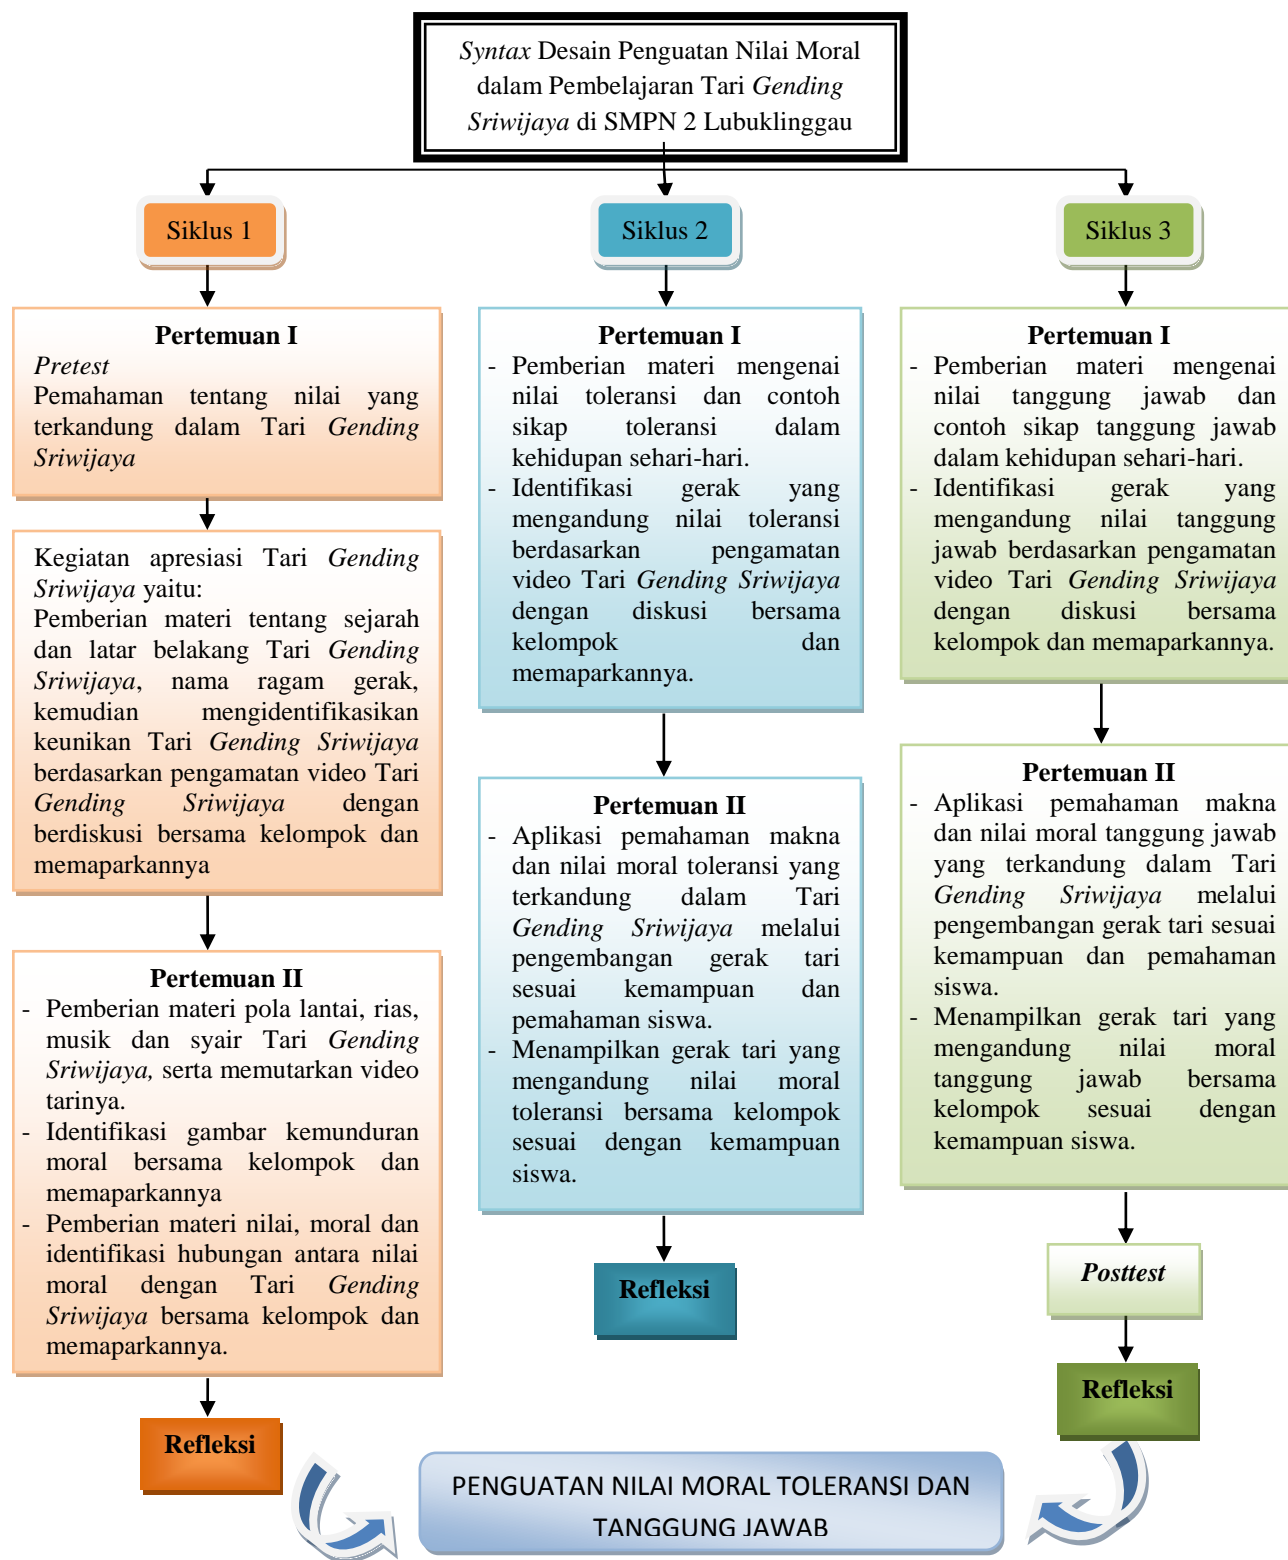 Syntax Desain Penguatan Nilai Moral
dalam Pembelajaran Tari Gending
Sriwijaya di SMPN 2 Lubuklinggau
Siklus 1
Siklus 2
Siklus 3
Pertemuan I
Pretest
Pemahaman tentang nilai yang
terkandung dalam Tari Gending
Sriwijaya
Kegiatan apresiasi Tari Gending
Sriwijaya yaitu:
Pemberian materi tentang sejarah
dan latar belakang Tari Gending
Sriwijaya, nama ragam gerak,
kemudian mengidentifikasikan
keunikan Tari Gending Sriwijaya
berdasarkan pengamatan video Tari
Gending Sriwijaya dengan
berdiskusi bersama kelompok dan
memaparkannya
Pertemuan II
- Pemberian materi pola lantai, rias,
musik dan syair Tari Gending
Sriwijaya, serta memutarkan video
tarinya.
- Identifikasi gambar kemunduran
moral bersama kelompok dan
memaparkannya
- Pemberian materi nilai, moral dan
identifikasi hubungan antara nilai
moral dengan Tari Gending
Sriwijaya bersama kelompok dan
memaparkannya.
Refleksi
Pertemuan I
- Pemberian materi mengenai
nilai toleransi dan contoh
sikap toleransi dalam
kehidupan sehari-hari.
- Identifikasi gerak yang
mengandung nilai toleransi
berdasarkan pengamatan
video Tari Gending Sriwijaya
dengan diskusi bersama
kelompok dan
memaparkannya.
Pertemuan II
- Aplikasi pemahaman makna
dan nilai moral toleransi yang
terkandung dalam Tari
Gending Sriwijaya melalui
pengembangan gerak tari
sesuai kemampuan dan
pemahaman siswa.
- Menampilkan gerak tari yang
mengandung nilai moral
toleransi bersama kelompok
sesuai dengan kemampuan
siswa.
Refleksi
Pertemuan I
- Pemberian materi mengenai
nilai tanggung jawab dan
contoh sikap tanggung jawab
dalam kehidupan sehari-hari.
- Identifikasi gerak yang
mengandung nilai tanggung
jawab berdasarkan pengamatan
video Tari Gending Sriwijaya
dengan diskusi bersama
kelompok dan memaparkannya.
Pertemuan II
- Aplikasi pemahaman makna
dan nilai moral tanggung jawab
yang terkandung dalam Tari
Gending Sriwijaya melalui
pengembangan gerak tari sesuai
kemampuan dan pemahaman
siswa.
- Menampilkan gerak tari yang
mengandung nilai moral
tanggung jawab bersama
kelompok sesuai dengan
kemampuan siswa.
Posttest
Refleksi
PENGUATAN NILAI MORAL TOLERANSI DAN
TANGGUNG JAWAB